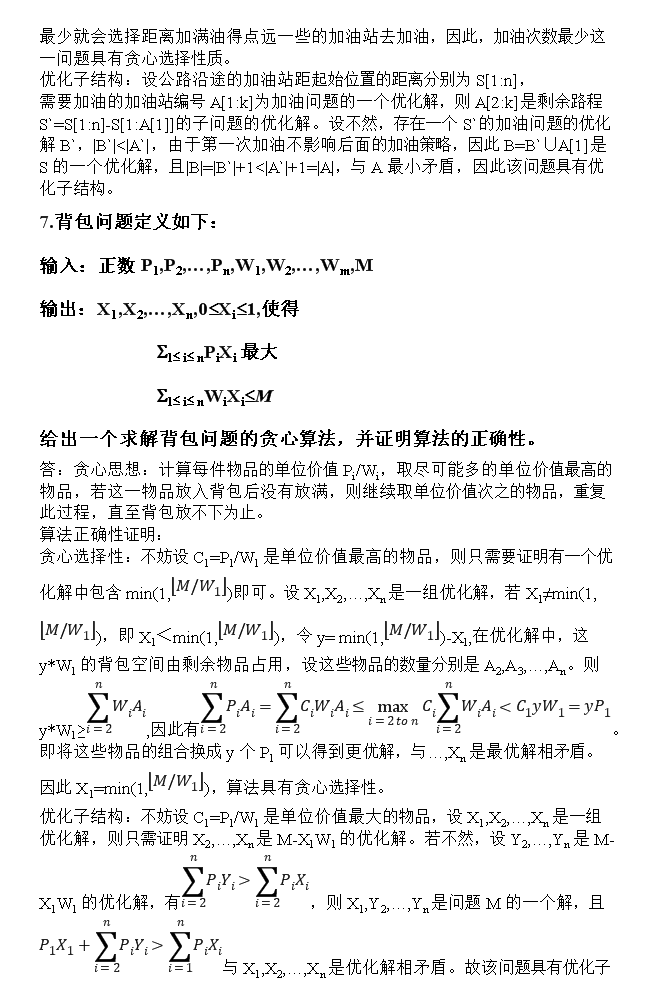 最少就会选择距离加满油得点远一些的加油站去加油，因此，加油次数最少这
一问题具有贪心选择性质。
优化子结构：设公路沿途的加油站距起始位置的距离分别为 S[1:n]，
需要加油的加油站编号 A[1:k]为加油问题的一个优化解，则 A[2:k]是剩余路程
S`=S[1:n]-S[1:A[1]]的子问题的优化解。设不然，存在一个 S`的加油问题的优化
解 B`，|B`|<|A`|，由于第一次加油不影响后面的加油策略，因此 B=B`∪A[1]是
S 的一个优化解，且|B|=|B`|+1<|A`|+1=|A|，与 A 最小矛盾，因此该问题具有优
化子结构。
7.背包问题定义如下：
输入：正数 P₁,P₂,…,Pₙ,W₁,W₂,…,Wₘ,M
输出：X₁,X₂,…,Xₙ,0≤Xᵢ≤1,使得
Σ₁≤ᵢ≤ₙPᵢXᵢ 最大
Σ₁≤ᵢ≤ₙWᵢXᵢ≤M
给出一个求解背包问题的贪心算法，并证明算法的正确性。
答：贪心思想：计算每件物品的单位价值 Pᵢ/Wᵢ，取尽可能多的单位价值最高的
物品，若这一物品放入背包后没有放满，则继续取单位价值次之的物品，重复
此过程，直至背包放不下为止。
算法正确性证明：
贪心选择性：不妨设 C₁=P₁/W₁ 是单位价值最高的物品，则只需要证明有一个优
化解中包含 min(1,⌊M/W₁⌋)即可。设 X₁,X₂,…,Xₙ 是一组优化解，若 X₁≠min(1,
⌊M/W₁⌋)，即 X₁＜min(1,⌊M/W₁⌋)，令 y= min(1,⌊M/W₁⌋)-X₁,在优化解中，这
y*W₁ 的背包空间由剩余物品占用，设这些物品的数量分别是 A₂,A₃,…,Aₙ。则
y*W₁≥∑_{i=2}^{n}WᵢAᵢ,因此有∑_{i=2}^{n}PᵢAᵢ=∑_{i=2}^{n}CᵢWᵢAᵢ≤max_{i=2 to n}Cᵢ∑_{i=2}^{n}WᵢAᵢ<C₁yW₁=yP₁。
即将这些物品的组合换成 y 个 P₁ 可以得到更优解，与…,Xₙ 是最优解相矛盾。
因此 X₁=min(1,⌊M/W₁⌋)，算法具有贪心选择性。
优化子结构：不妨设 C₁=P₁/W₁ 是单位价值最大的物品，设 X₁,X₂,…,Xₙ 是一组
优化解，则只需证明 X₂,…,Xₙ 是 M-X₁W₁ 的优化解。若不然，设 Y₂,…,Yₙ 是 M-
X₁W₁ 的优化解，有∑_{i=2}^{n}PᵢYᵢ>∑_{i=2}^{n}PᵢXᵢ，则 X₁,Y₂,…,Yₙ 是问题 M 的一个解，且
P₁X₁+∑_{i=2}^{n}PᵢYᵢ>∑_{i=1}^{n}PᵢXᵢ与 X₁,X₂,…,Xₙ 是优化解相矛盾。故该问题具有优化子